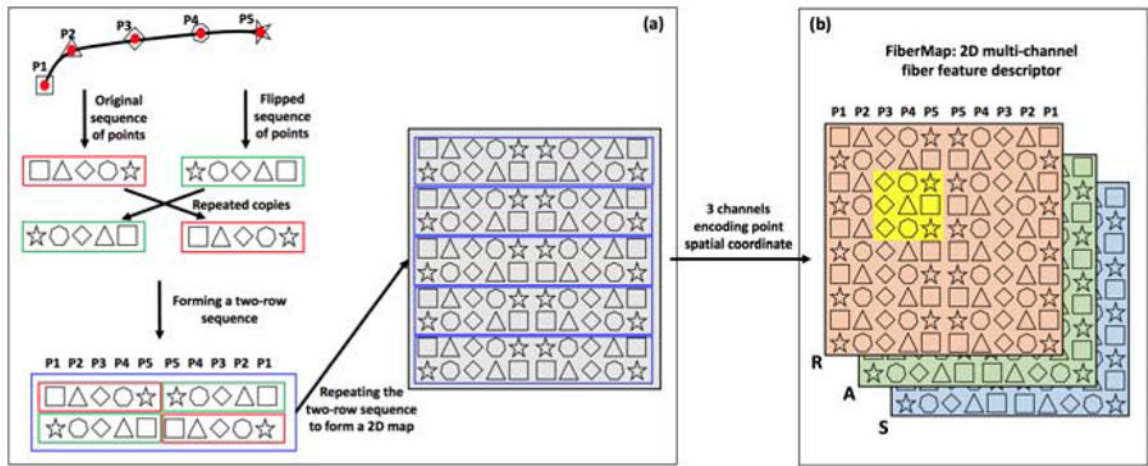 P1
P2
P3
P4
P5
(a)
Original
sequence
of points
Flipped
sequence
of points
Repeated copies
Forming a two-row
sequence
P1 P2 P3 P4 P5 P5 P4 P3 P2 P1
Repeating the
two-row sequence
to form a 2D map
3 channels
encoding point
spatial coordinate
(b)
FiberMap: 2D multi-channel
fiber feature descriptor
P1 P2 P3 P4 P5 P5 P4 P3 P2 P1
R
A
S